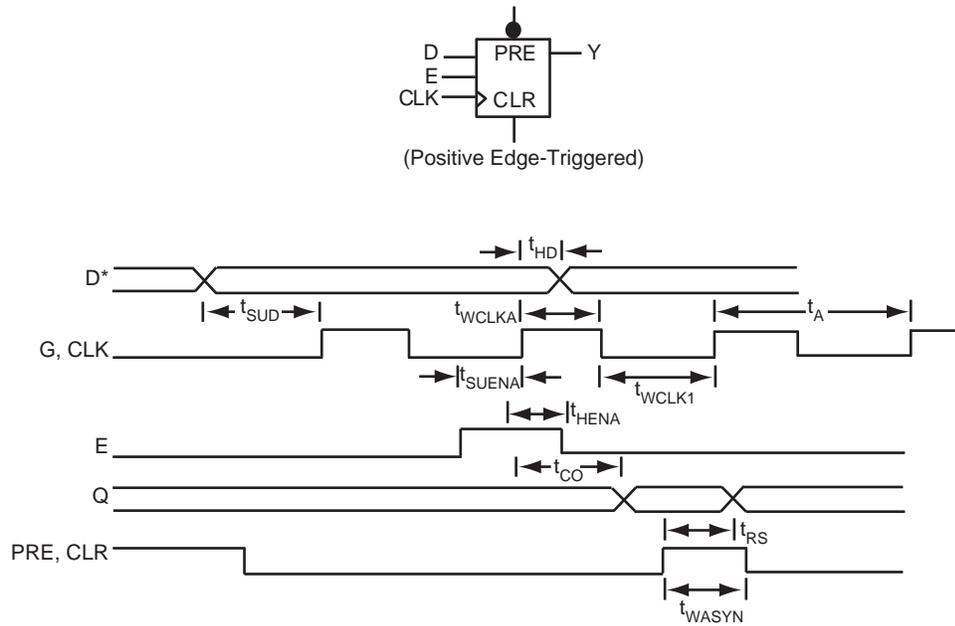 D PRE Y
E
CLK CLR
(Positive Edge-Triggered)
tHD
D*
tSUD tWCLKA tA
G, CLK
tSUENA tWCLK1
tHENA
E
tCO
Q
tRS
PRE, CLR
tWASYN